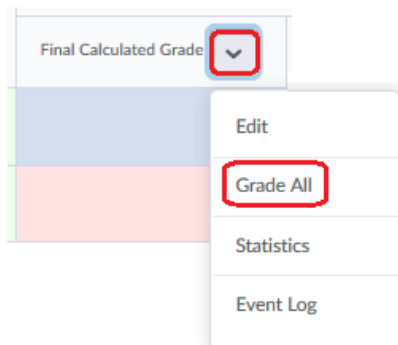 Final Calculated Grade
Edit
Grade All
Statistics
Event Log